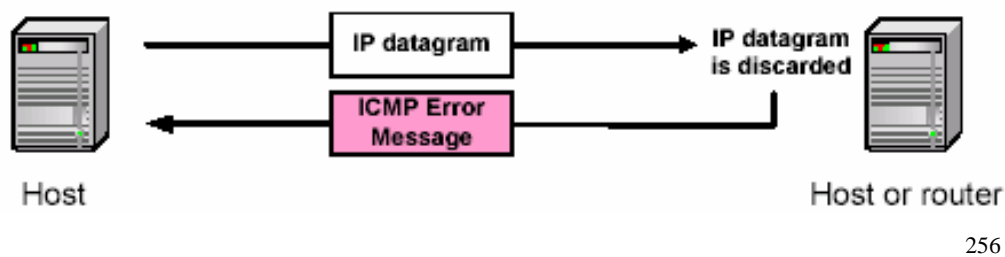 IP datagram
IP datagram
is discarded
ICMP Error
Message
Host
Host or router
256